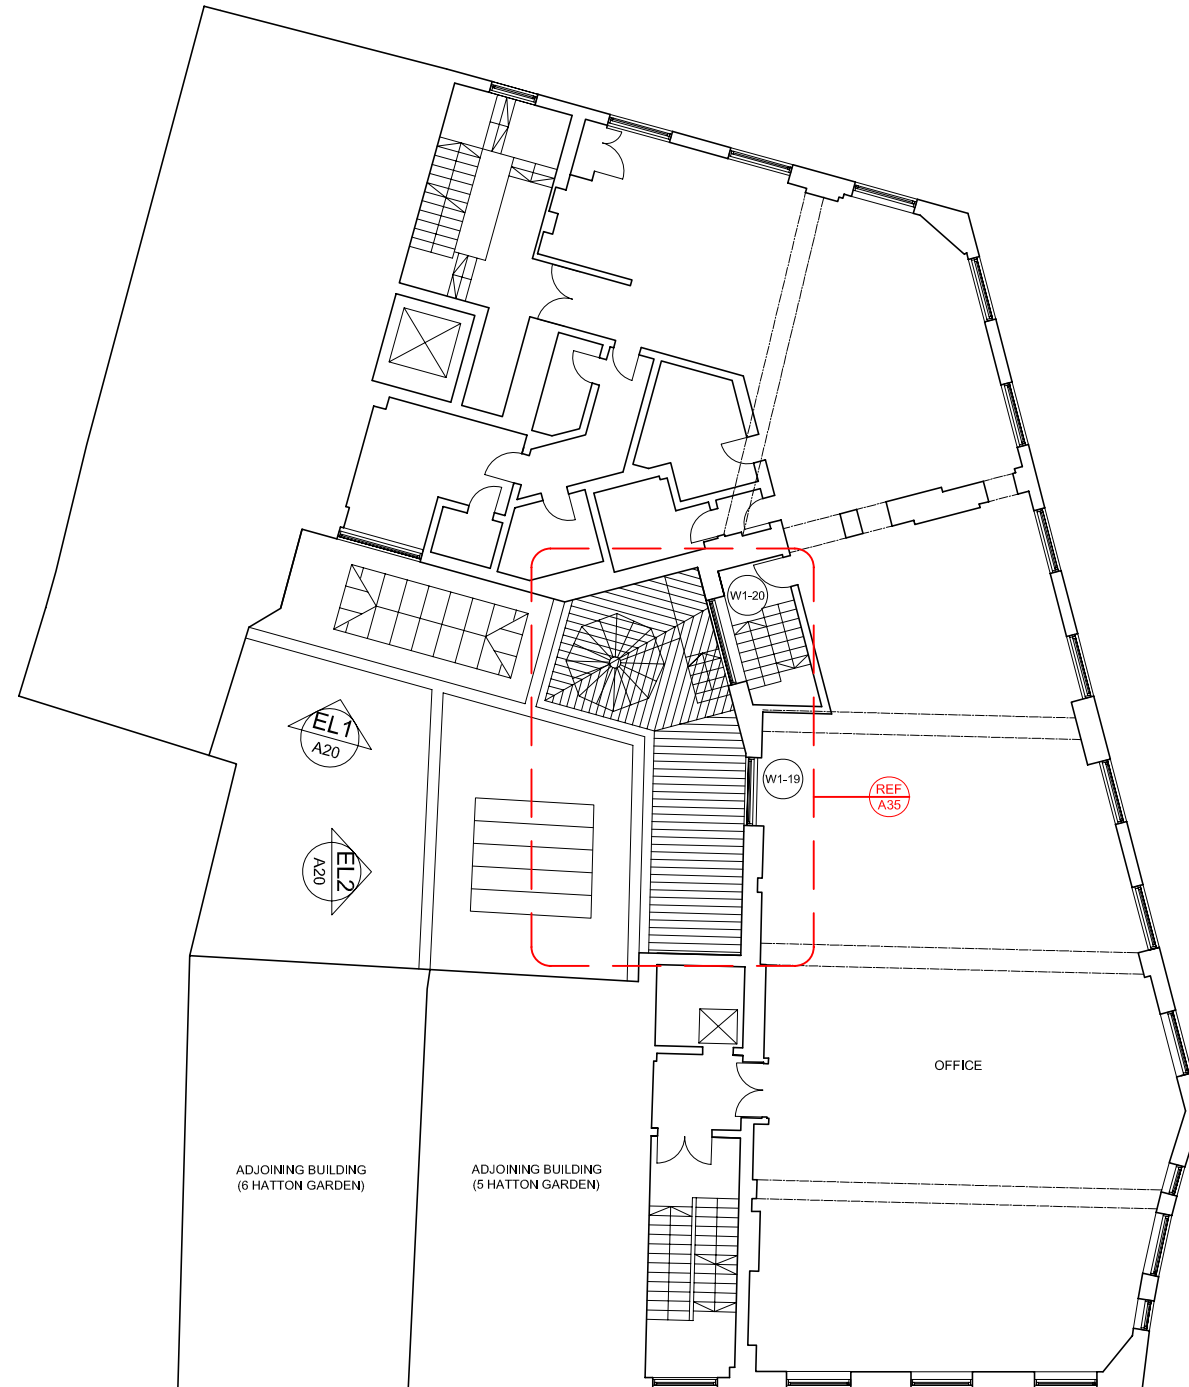 W1-20
EL1
A20
W1-19
REF
A35
EL2
A20
OFFICE
ADJOINING BUILDING
(6 HATTON GARDEN)
ADJOINING BUILDING
(5 HATTON GARDEN)